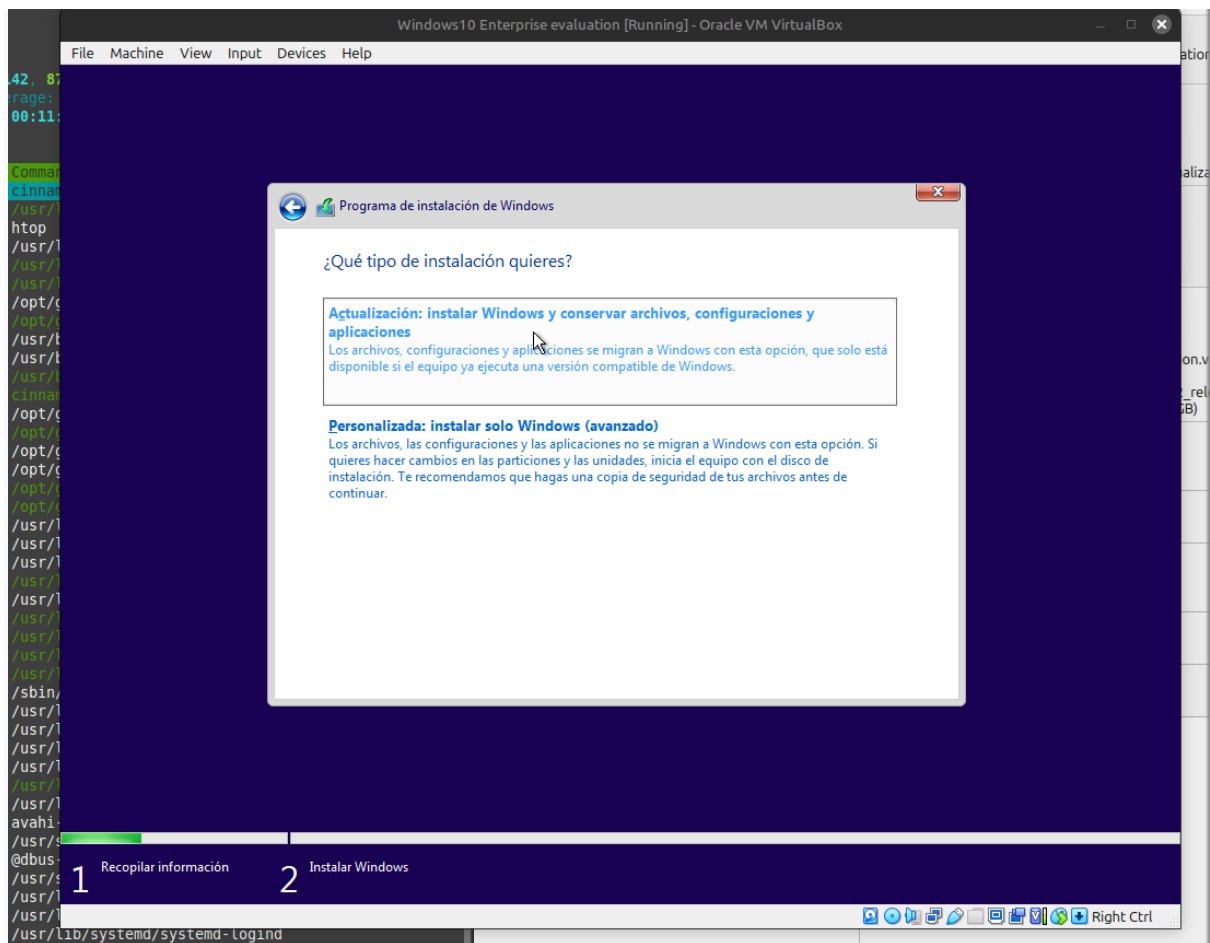 Windows10 Enterprise evaluation [Running] - Oracle VM VirtualBox
File Machine View Input Devices Help
Programa de instalación de Windows
¿Qué tipo de instalación quieres?
Actualización: instalar Windows y conservar archivos, configuraciones y
aplicaciones
Los archivos, configuraciones y aplicaciones se migran a Windows con esta opción, que solo está
disponible si el equipo ya ejecuta una versión compatible de Windows.
Personalizada: instalar solo Windows (avanzado)
Los archivos, las configuraciones y las aplicaciones no se migran a Windows con esta opción. Si
quieres hacer cambios en las particiones y las unidades, inicia el equipo con el disco de
instalación. Te recomendamos que hagas una copia de seguridad de tus archivos antes de
continuar.
1 Recopilar información 2 Instalar Windows
Right Ctrl
00:11:
htop
/usr/lib/systemd/systemd-logind